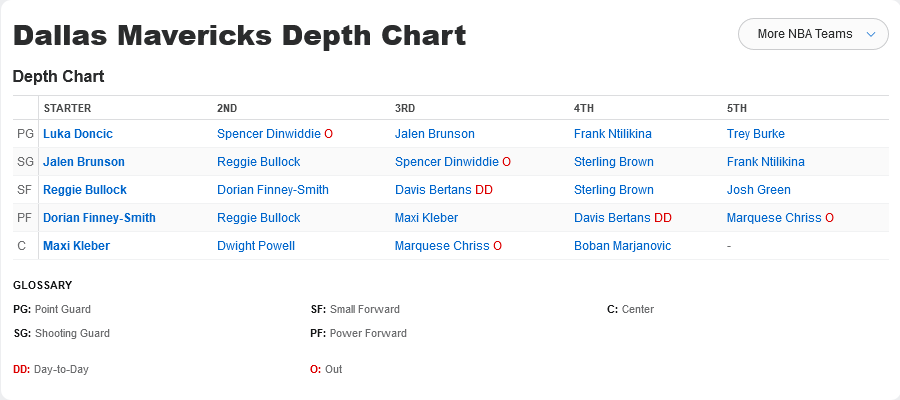 Dallas Mavericks Depth Chart
More NBA Teams
Depth Chart
STARTER 2ND 3RD 4TH 5TH
PG Luka Doncic Spencer Dinwiddie O Jalen Brunson Frank Ntilikina Trey Burke
SG Jalen Brunson Reggie Bullock Spencer Dinwiddie O Sterling Brown Frank Ntilikina
SF Reggie Bullock Dorian Finney-Smith Davis Bertans DD Sterling Brown Josh Green
PF Dorian Finney-Smith Reggie Bullock Maxi Kleber Davis Bertans DD Marquese Chriss O
C Maxi Kleber Dwight Powell Marquese Chriss O Boban Marjanovic -
GLOSSARY
PG: Point Guard SF: Small Forward C: Center
SG: Shooting Guard PF: Power Forward
DD: Day-to-Day O: Out